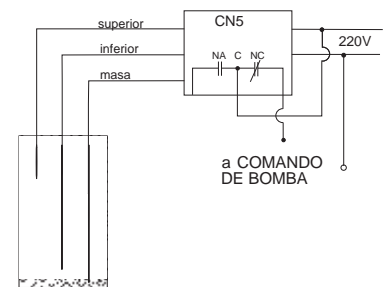 CN5
superior
inferior
masa
NA C NC
220V
a COMANDO
DE BOMBA